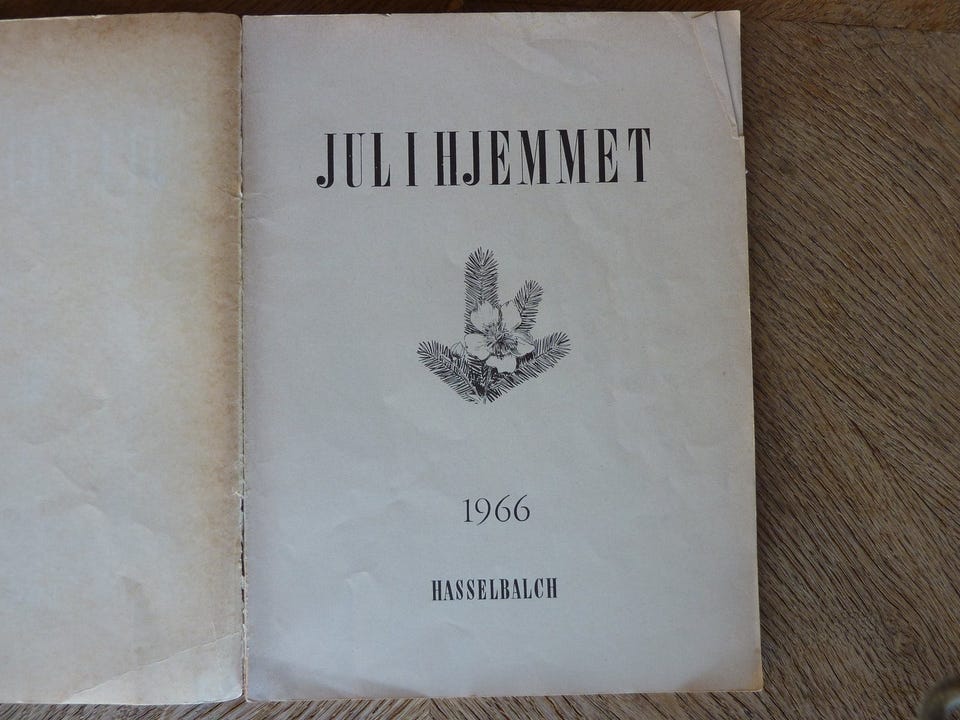 JUL I HJEMMET
1966
HASSELBALCH